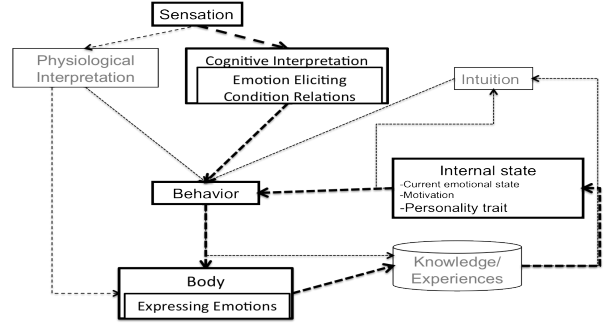 Sensation
Physiological
Interpretation
Cognitive Interpretation
Emotion Eliciting
Condition Relations
Intuition
Behavior
Internal state
-Current emotional state
-Motivation
-Personality trait
Knowledge/
Experiences
Body
Expressing Emotions